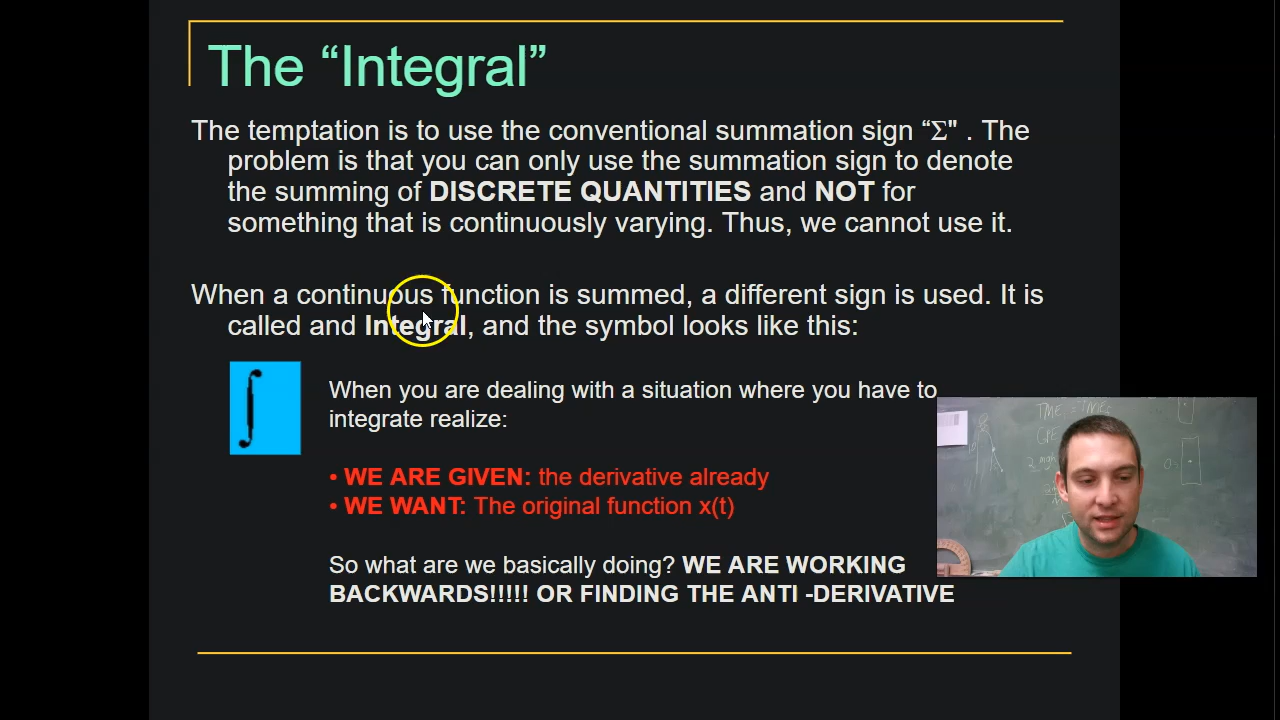 The “Integral”
The temptation is to use the conventional summation sign “Σ" . The
problem is that you can only use the summation sign to denote
the summing of DISCRETE QUANTITIES and NOT for
something that is continuously varying. Thus, we cannot use it.
When a continuous function is summed, a different sign is used. It is
called and Integral, and the symbol looks like this:
∫
When you are dealing with a situation where you have to
integrate realize:
• WE ARE GIVEN: the derivative already
• WE WANT: The original function x(t)
So what are we basically doing? WE ARE WORKING
BACKWARDS!!!!! OR FINDING THE ANTI -DERIVATIVE